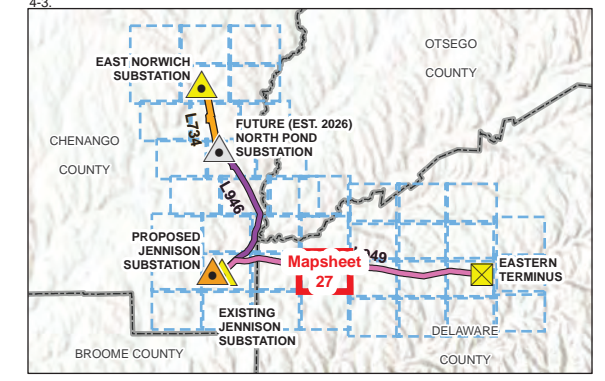 4-3.
OTSEGO
COUNTY
EAST NORWICH
SUBSTATION
L734
FUTURE (EST. 2026)
NORTH POND
SUBSTATION
CHENANGO
COUNTY
L946
PROPOSED
JENNISON
SUBSTATION
Mapsheet
27
949
EASTERN
TERMINUS
EXISTING
JENNISON
SUBSTATION
DELAWARE
COUNTY
BROOME COUNTY